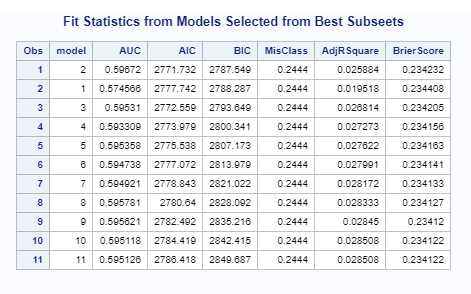 Fit Statistics from Models Selected from Best Subsets
Obs model AUC AIC BIC MisClass AdjRSquare BrierScore
1 2 0.59672 2771.732 2787.549 0.2444 0.025884 0.234232
2 1 0.574566 2777.742 2788.287 0.2444 0.019518 0.234408
3 3 0.59531 2772.559 2793.649 0.2444 0.026814 0.234205
4 4 0.593309 2773.979 2800.341 0.2444 0.027273 0.234156
5 5 0.595358 2775.538 2807.173 0.2444 0.027622 0.234163
6 6 0.594738 2777.072 2813.979 0.2444 0.027991 0.234141
7 7 0.594921 2778.843 2821.022 0.2444 0.028172 0.234133
8 8 0.595781 2780.64 2828.092 0.2444 0.028333 0.234127
9 9 0.595621 2782.492 2835.216 0.2444 0.02845 0.23412
10 10 0.595118 2784.419 2842.415 0.2444 0.028508 0.234122
11 11 0.595126 2786.418 2849.687 0.2444 0.028508 0.234122